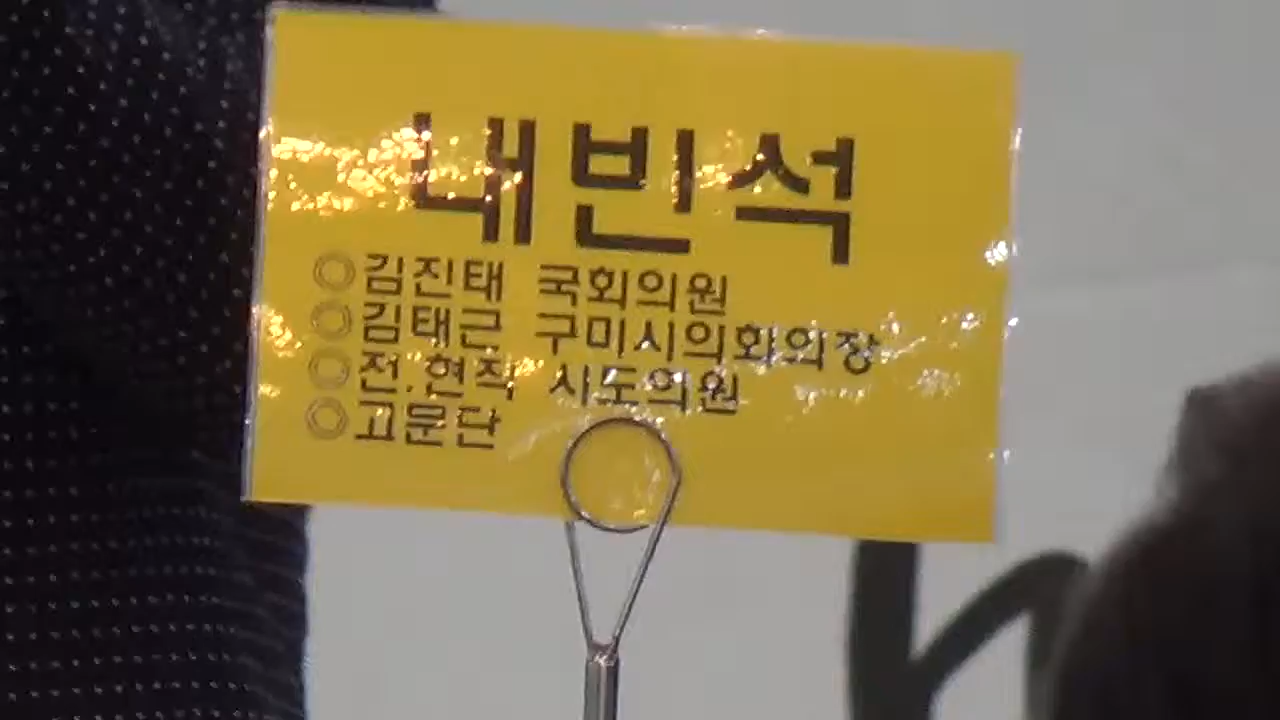 내빈석
◎김진태 국회의원
◎김태근 구미시의회의장
◎전.현직 시도의원
◎고문단
h